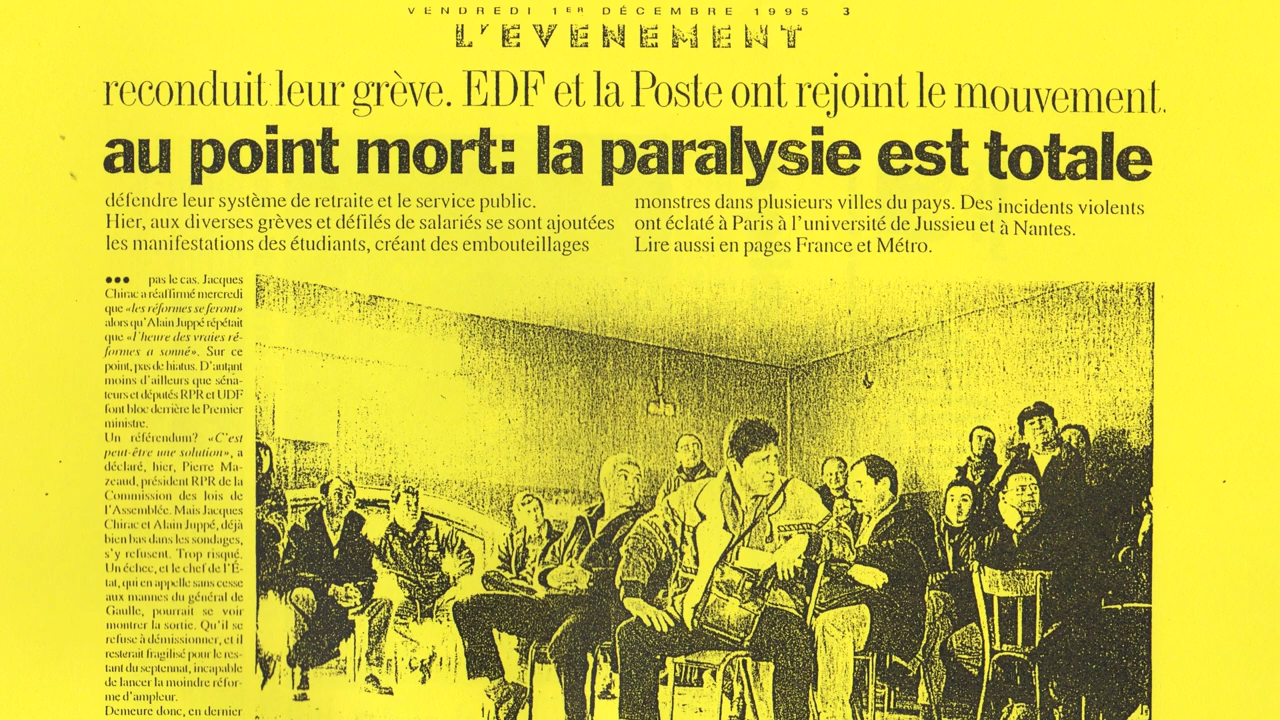 VENDREDI 1ER DÉCEMBRE 1995 3
L'EVENEMENT
reconduit leur grève. EDF et la Poste ont rejoint le mouvement.
au point mort: la paralysie est totale
défendre leur système de retraite et le service public.
Hier, aux diverses grèves et défilés de salariés se sont ajoutées
les manifestations des étudiants, créant des embouteillages
monstres dans plusieurs villes du pays. Des incidents violents
ont éclaté à Paris à l'université de Jussieu et à Nantes.
Lire aussi en pages France et Métro.
●●● pas le cas. Jacques
Chirac a réaffirmé mercredi
que «les réformes se feront»
alors qu'Alain Juppé répétait
que «l'heure des vraies ré-
formes a sonné». Sur ce
point, pas de hiatus. D'autant
moins d'ailleurs que séna-
teurs et députés RPR et UDF
font bloc derrière le Premier
ministre.
Un référendum? «C'est
peut-être une solution», a
déclaré, hier, Pierre Ma-
zeaud, président RPR de la
Commission des lois de
l'Assemblée. Mais Jacques
Chirac et Alain Juppé, déjà
bien bas dans les sondages,
s'y refusent. Trop risqué.
Un échec, et le chef de l'É-
tat, qui en appelle sans cesse
aux mannes du général de
Gaulle, pourrait se voir
montrer la sortie. Qu'il se
refuse à démissionner, et il
resterait fragilisé pour le res-
tant du septennat, incapable
de lancer la moindre réfor-
me d'ampleur.
Demeure donc, en dernier